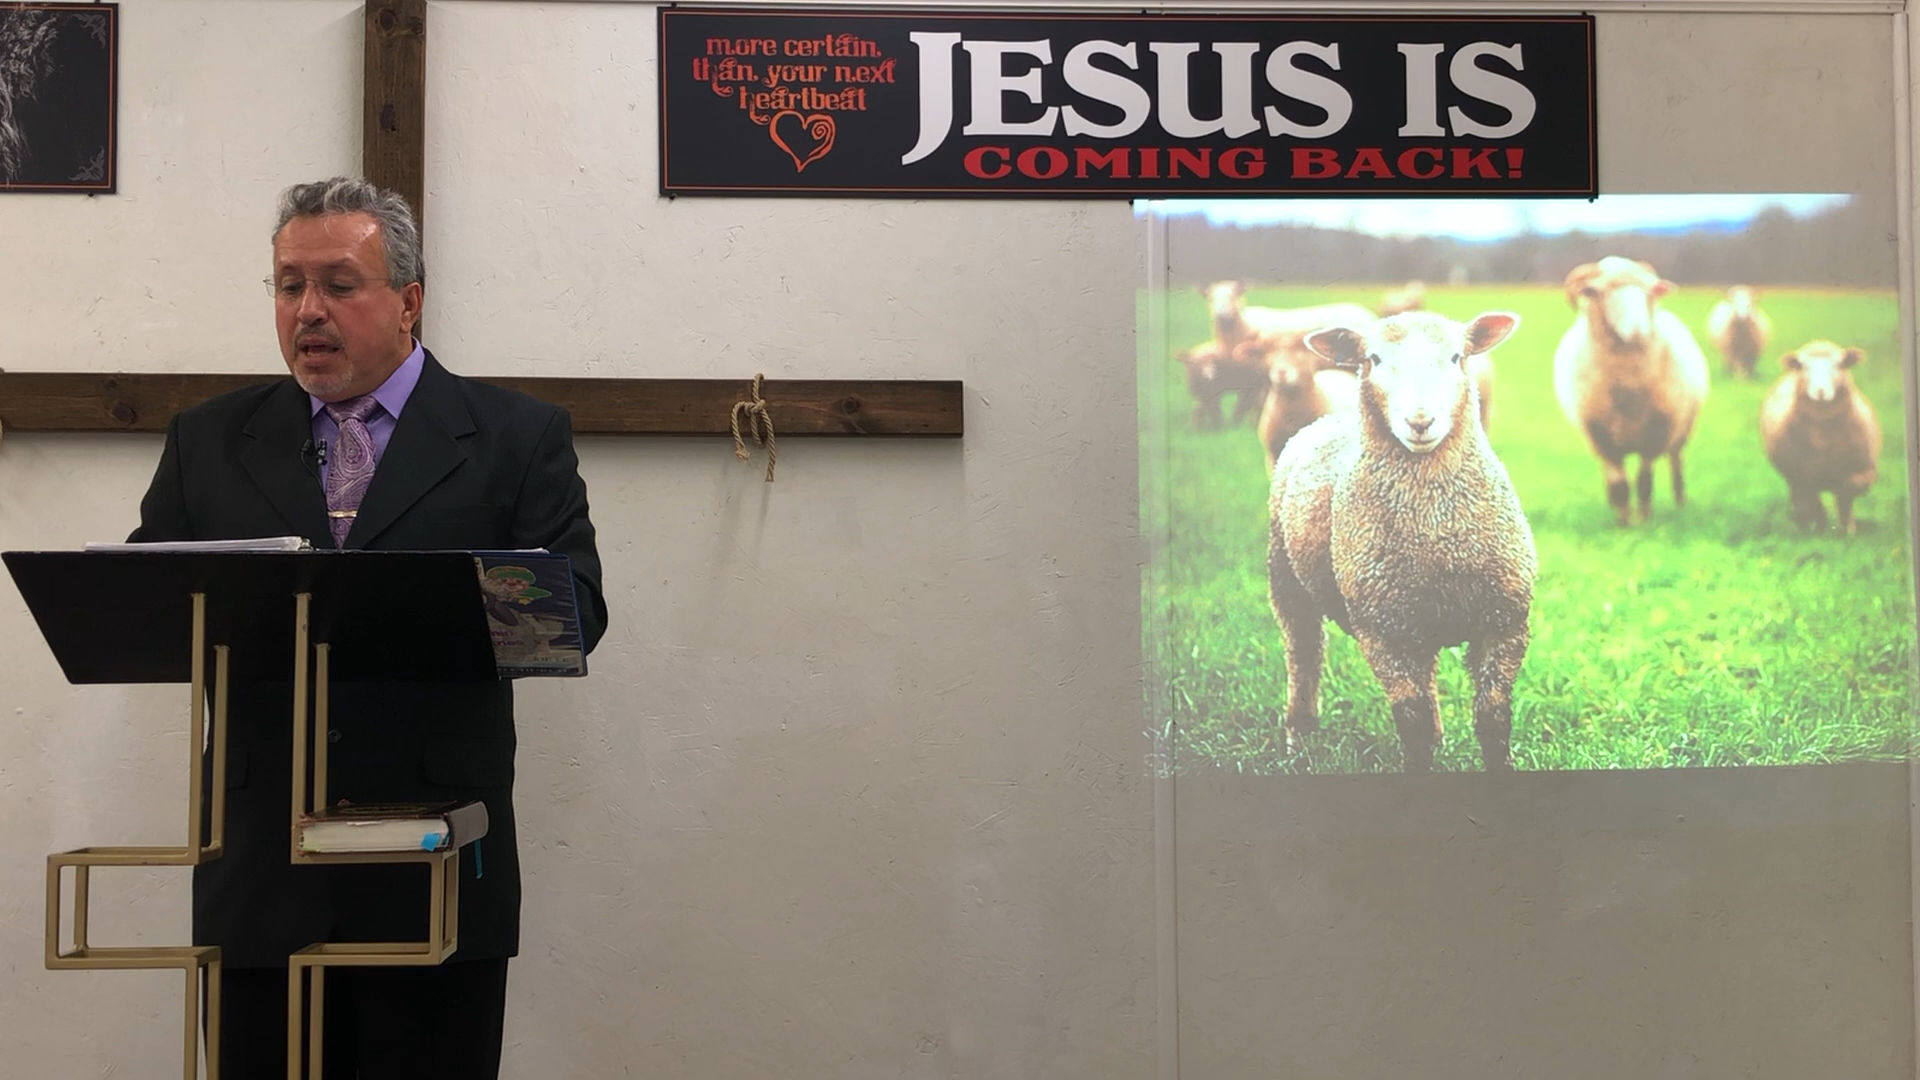 more certain
than your next
heartbeat
JESUS IS
COMING BACK!